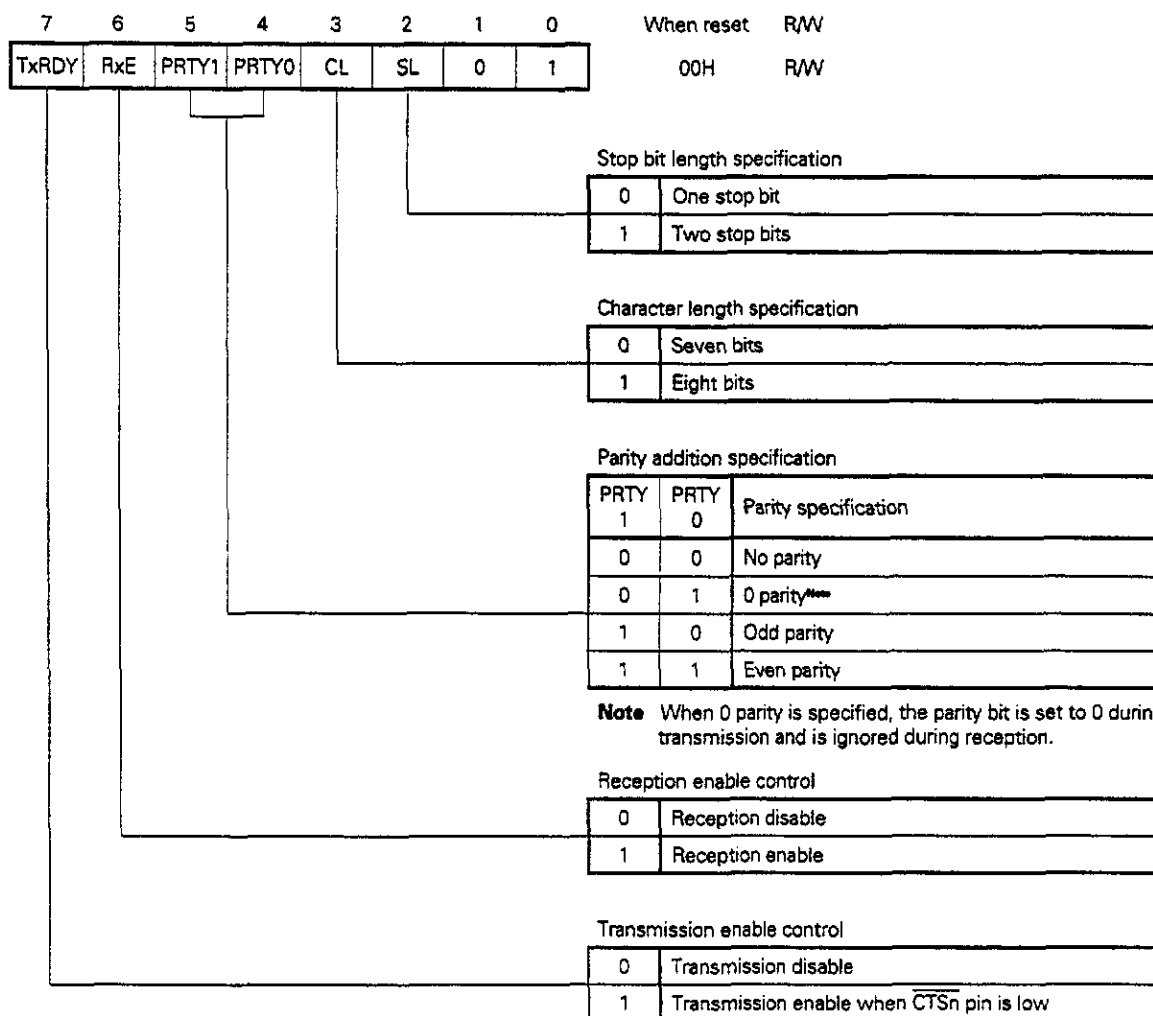 7 6 5 4 3 2 1 0 When reset R/W
TxRDY RxE PRTY1 PRTY0 CL SL 0 1 00H R/W
Stop bit length specification
0 One stop bit
1 Two stop bits
Character length specification
0 Seven bits
1 Eight bits
Parity addition specification
PRTY 1 PRTY 0 Parity specification
0 0 No parity
0 1 0 parity Note
1 0 Odd parity
1 1 Even parity
Note When 0 parity is specified, the parity bit is set to 0 durin
transmission and is ignored during reception.
Reception enable control
0 Reception disable
1 Reception enable
Transmission enable control
0 Transmission disable
1 Transmission enable when C̅T̅S̅n̅ pin is low